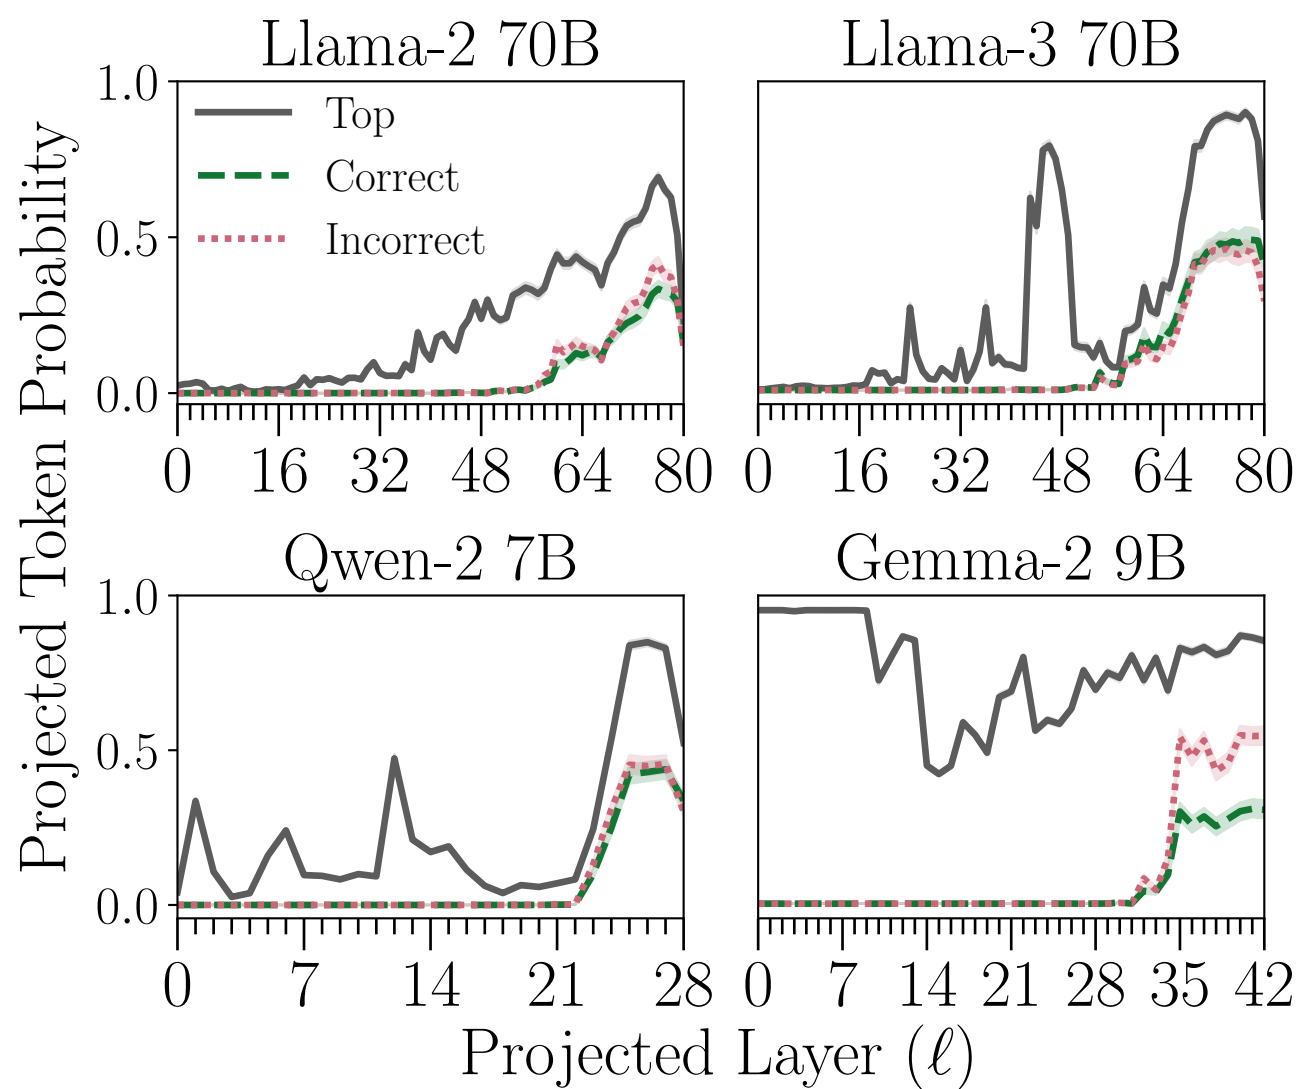 Llama-2 70B
Llama-3 70B
Projected Token Probability
1.0
0.5
0.0
Top
Correct
Incorrect
0 16 32 48 64 80
0 16 32 48 64 80
Qwen-2 7B
Gemma-2 9B
1.0
0.5
0.0
0 7 14 21 28
0 7 14 21 28 35 42
Projected Layer (ℓ)